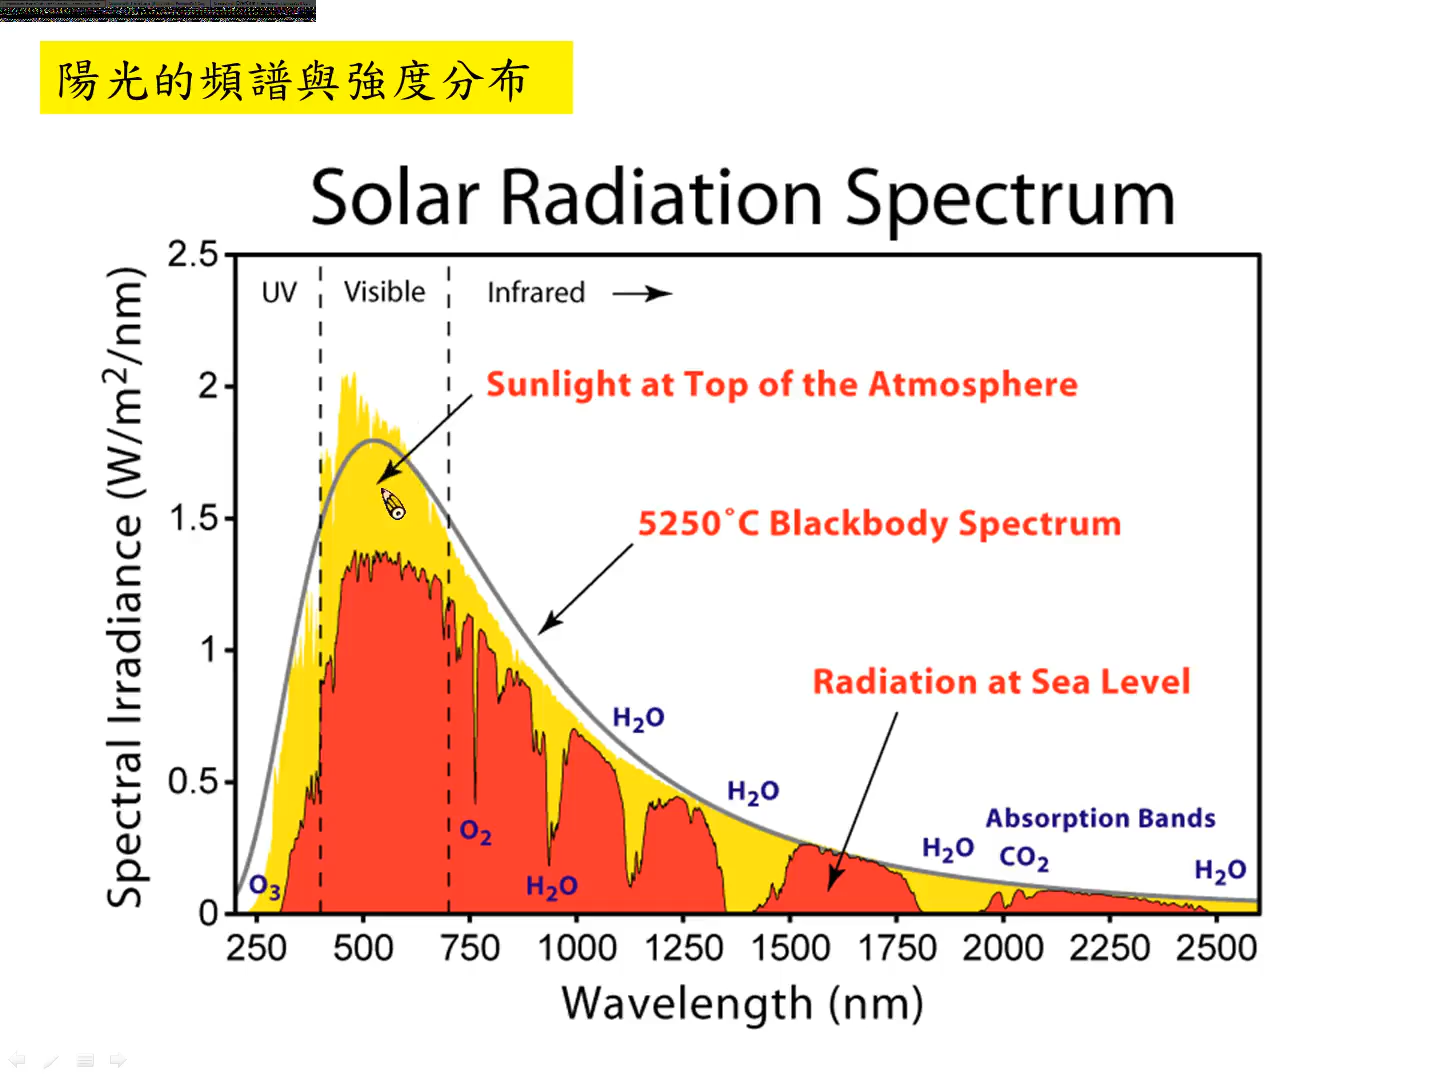 陽光的頻譜與強度分布
Solar Radiation Spectrum
UV
Visible
Infrared
Sunlight at Top of the Atmosphere
5250°C Blackbody Spectrum
Radiation at Sea Level
H₂O
H₂O
Absorption Bands
H₂O
CO₂
H₂O
O₂
O₃
H₂O
Spectral Irradiance (W/m²/nm)
2.5
2
1.5
1
0.5
0
250 500 750 1000 1250 1500 1750 2000 2250 2500
Wavelength (nm)